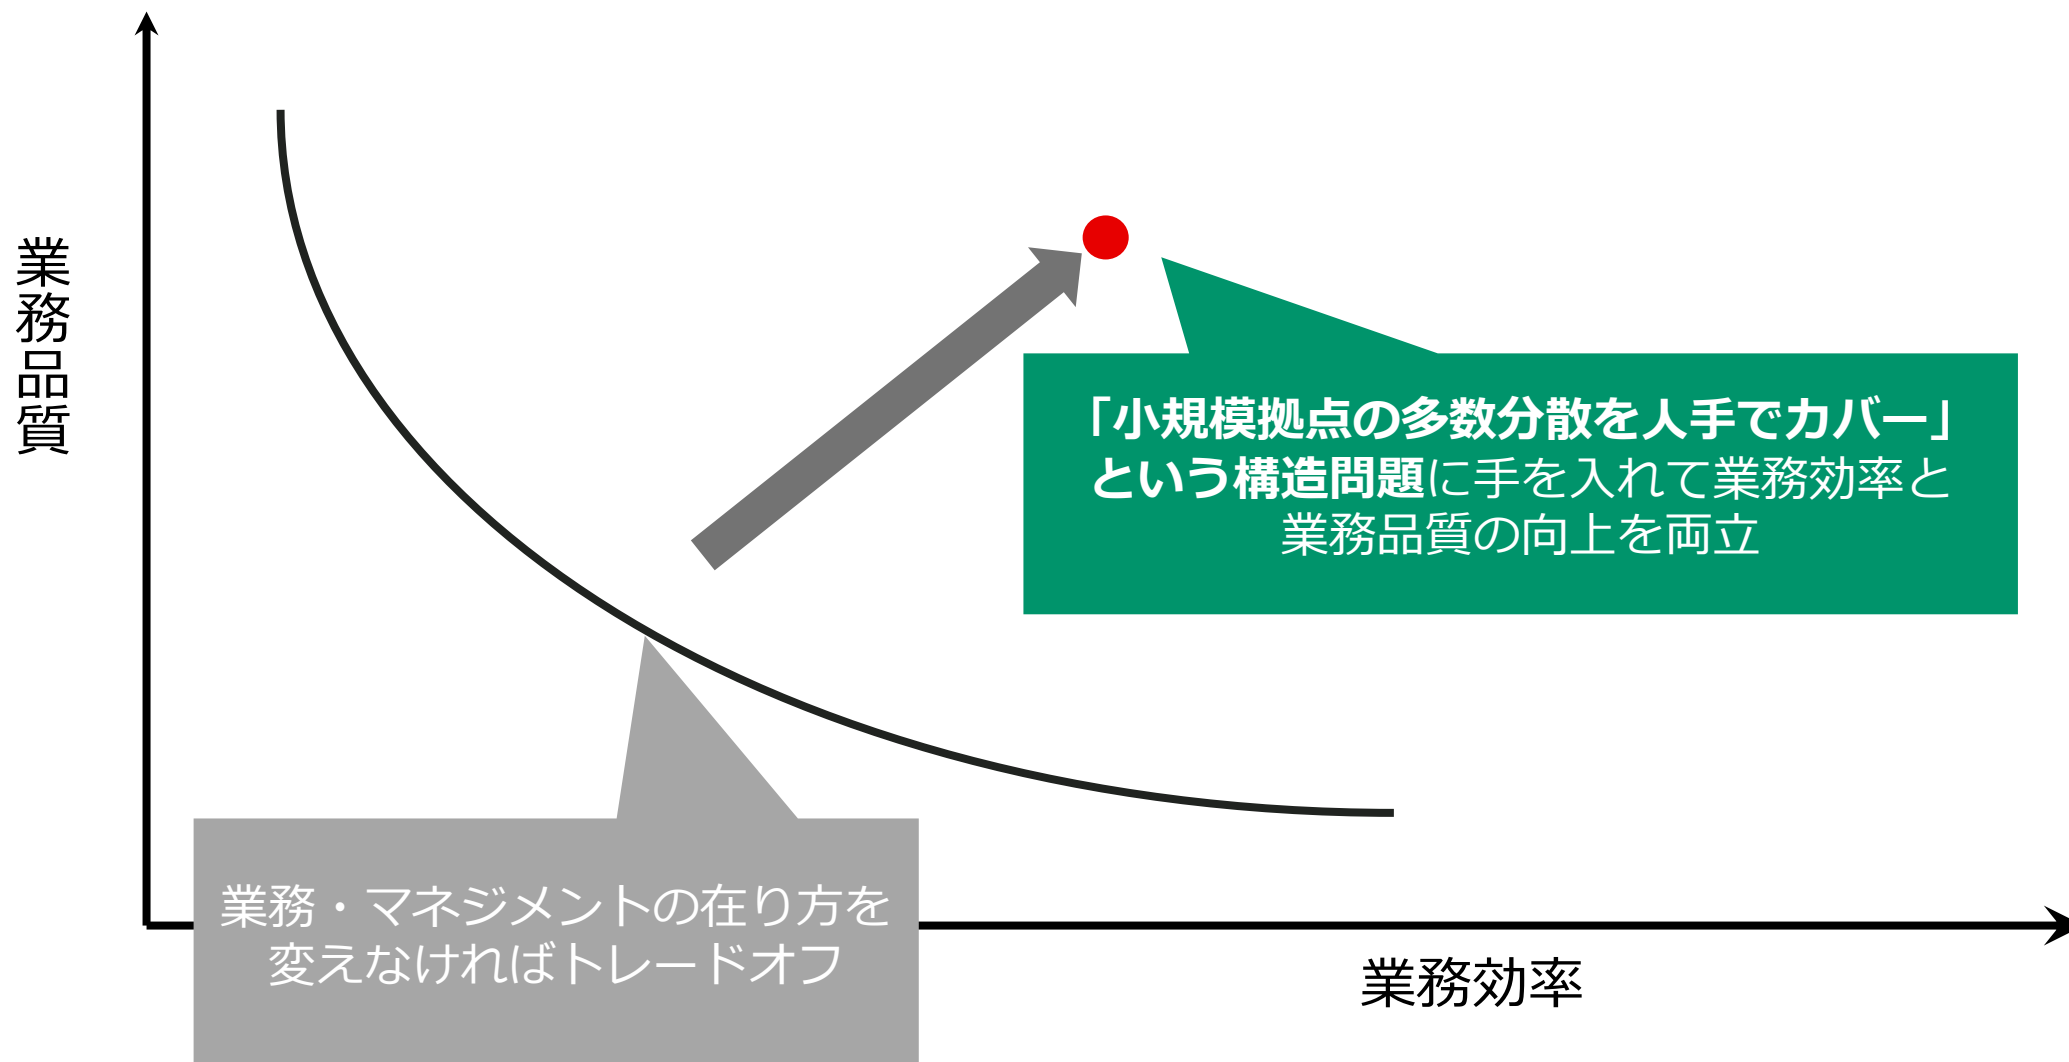 業務品質
「小規模拠点の多数分散を人手でカバー」
という構造問題に手を入れて業務効率と
業務品質の向上を両立
業務・マネジメントの在り方を
変えなければトレードオフ
業務効率